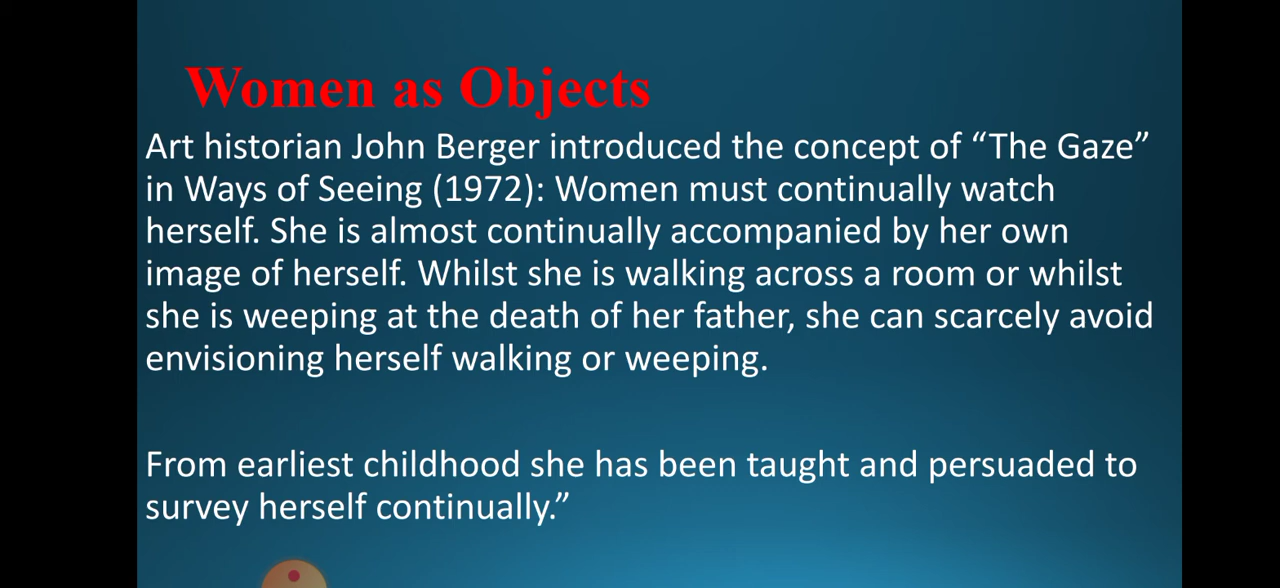 Women as Objects
Art historian John Berger introduced the concept of “The Gaze”
in Ways of Seeing (1972): Women must continually watch
herself. She is almost continually accompanied by her own
image of herself. Whilst she is walking across a room or whilst
she is weeping at the death of her father, she can scarcely avoid
envisioning herself walking or weeping.
From earliest childhood she has been taught and persuaded to
survey herself continually.”